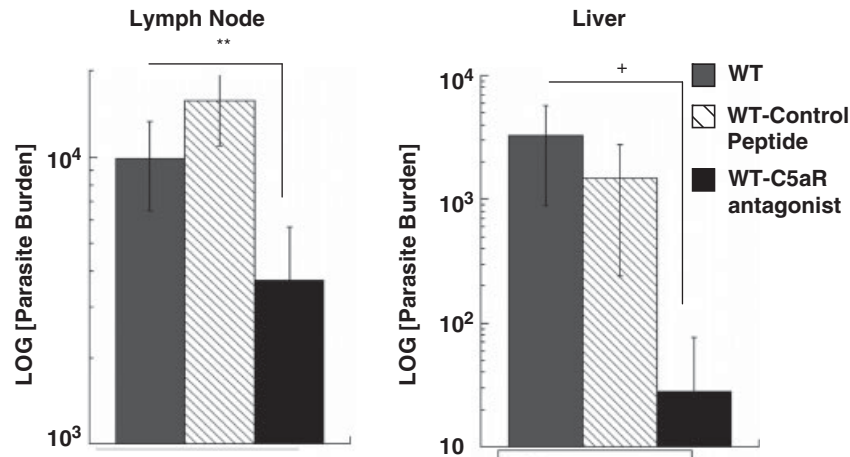 Lymph Node
**
LOG [Parasite Burden]
10⁴
10³
Liver
+
LOG [Parasite Burden]
10⁴
10³
10²
10
WT
WT-Control
Peptide
WT-C5aR
antagonist